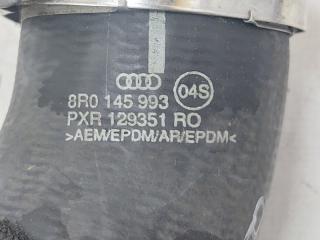 8R0 145 993 04S
PXR 129351 RO
>AEM/EPDM/AR/EPDM<